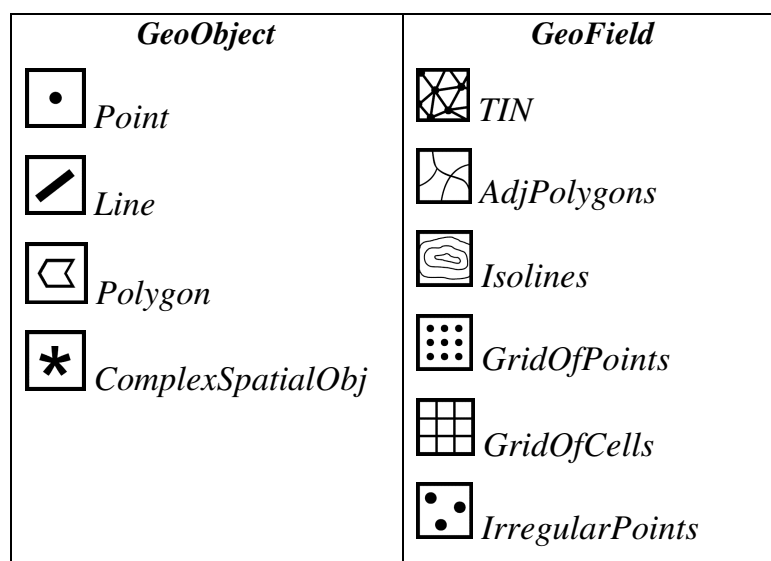 GeoObject
Point
Line
Polygon
ComplexSpatialObj
GeoField
TIN
AdjPolygons
Isolines
GridOfPoints
GridOfCells
IrregularPoints